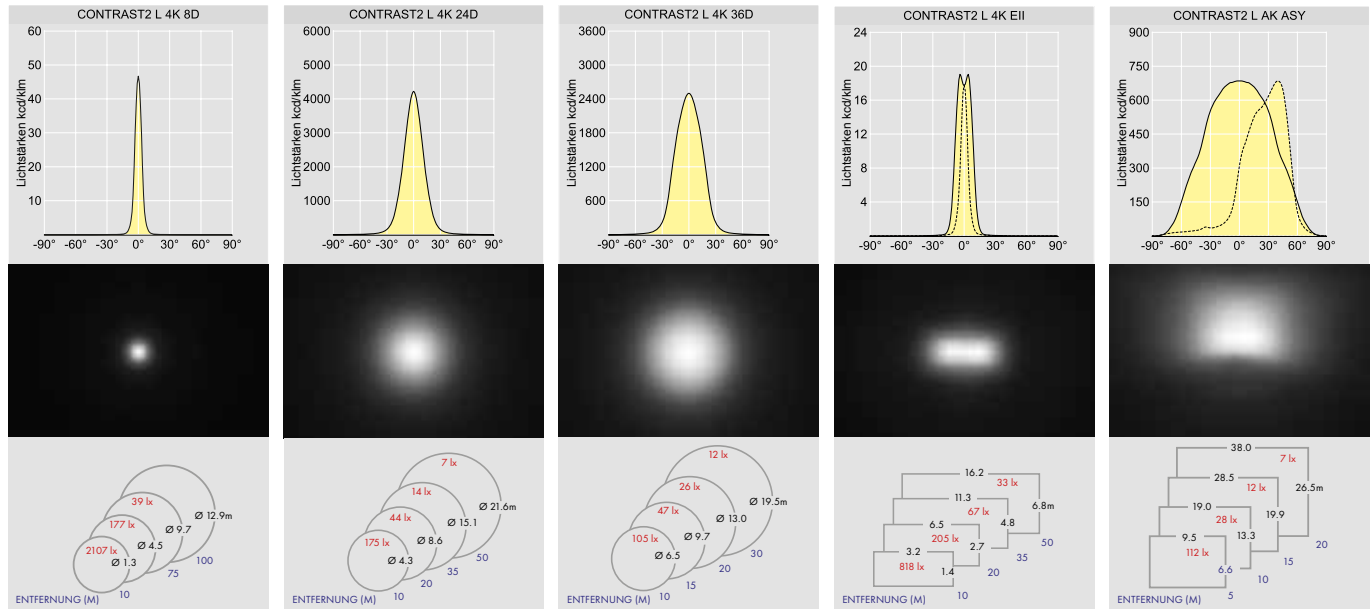 CONTRAST2 L 4K 8D
Lichtstärken kcd/klm
60
50
40
30
20
10
-90° -30° 0° 30° 60° 90°
39 lx
Ø 12.9m
177 lx
Ø 9.7
2107 lx
Ø 4.5
Ø 1.3
100
75
10
ENTFERNUNG (M)
CONTRAST2 L 4K 24D
Lichtstärken kcd/klm
6000
5000
4000
3000
2000
1000
-90° -30° 0° 30° 60° 90°
7 lx
14 lx
Ø 21.6m
44 lx
Ø 15.1
175 lx
Ø 8.6
Ø 4.3
50
35
20
10
ENTFERNUNG (M)
CONTRAST2 L 4K 36D
Lichtstärken kcd/klm
3600
3000
2400
1800
1200
600
-90° -30° 0° 30° 60° 90°
12 lx
26 lx
Ø 19.5m
47 lx
Ø 13.0
105 lx
Ø 9.7
Ø 6.5
30
20
15
10
ENTFERNUNG (M)
CONTRAST2 L 4K EII
Lichtstärken kcd/klm
24
20
16
12
8
4
-90° -30° 0° 30° 60° 90°
16.2
33 lx
11.3
6.8m
67 lx
6.5
4.8
205 lx
50
3.2
2.7
35
818 lx
1.4
20
10
ENTFERNUNG (M)
CONTRAST2 L AK ASY
Lichtstärken kcd/klm
900
750
600
450
300
150
-90° -60° -30° 0° 30° 60° 90°
38.0
7 lx
28.5
12 lx
26.5m
19.0
28 lx
19.9
9.5
13.3
20
112 lx
15
6.6
10
5
ENTFERNUNG (M)